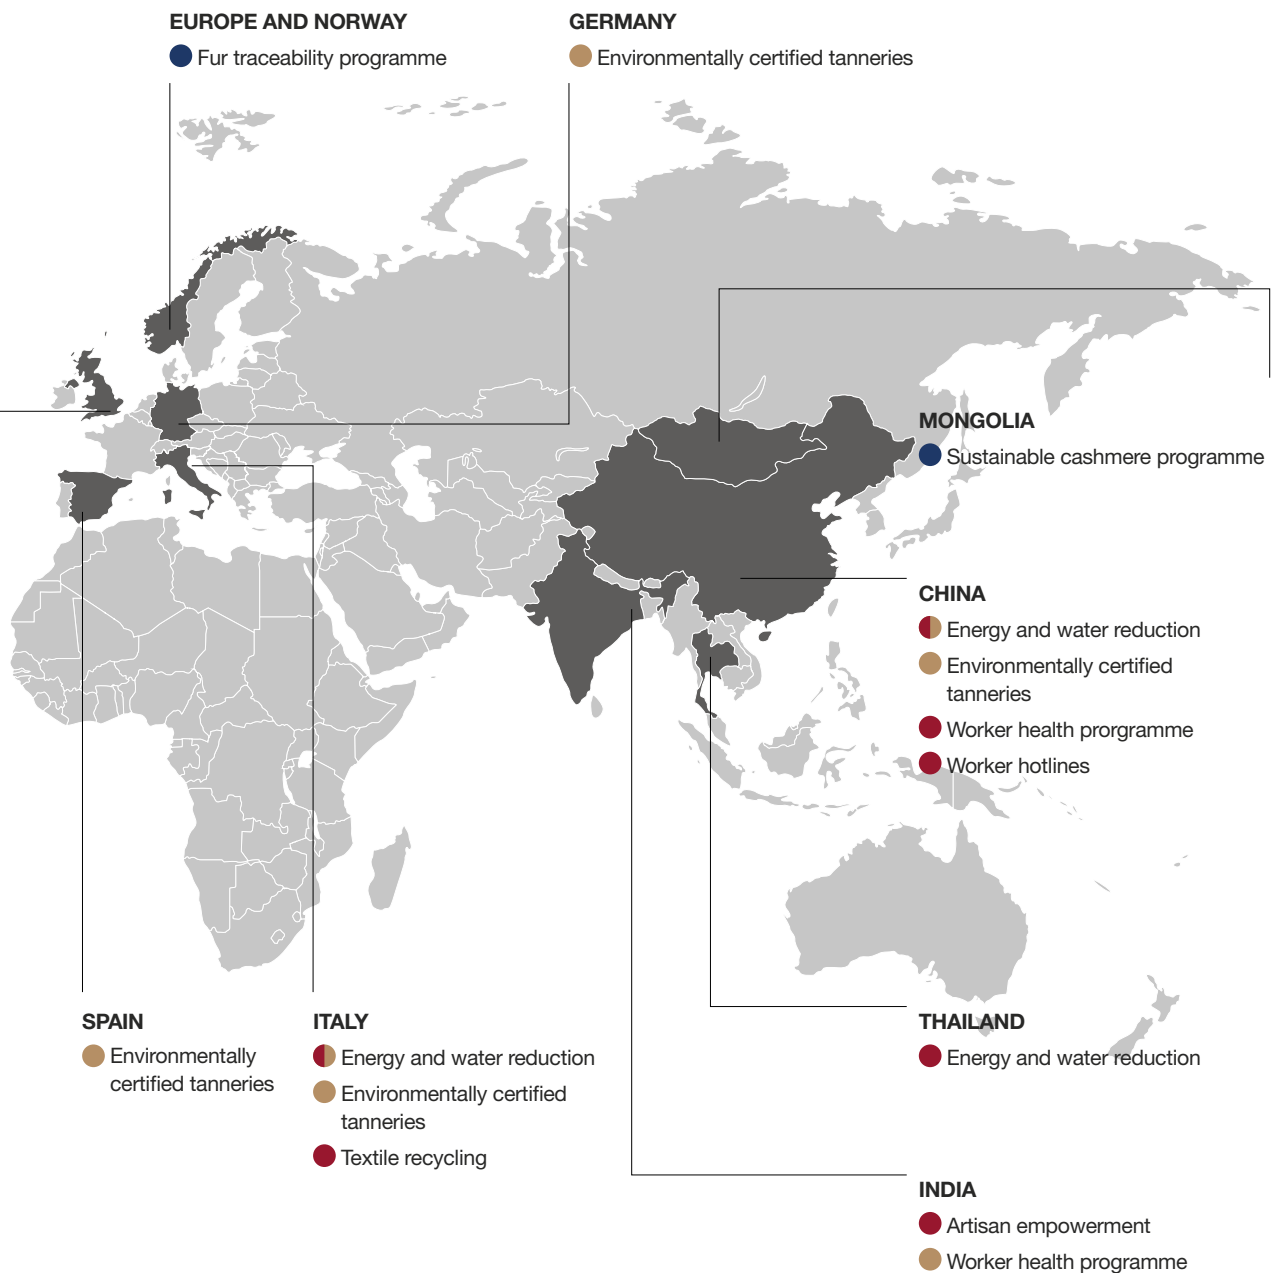 EUROPE AND NORWAY
Fur traceability programme
GERMANY
Environmentally certified tanneries
MONGOLIA
Sustainable cashmere programme
CHINA
Energy and water reduction
Environmentally certified
tanneries
Worker health prorgramme
Worker hotlines
SPAIN
Environmentally
certified tanneries
ITALY
Energy and water reduction
Environmentally certified
tanneries
Textile recycling
THAILAND
Energy and water reduction
INDIA
Artisan empowerment
Worker health programme